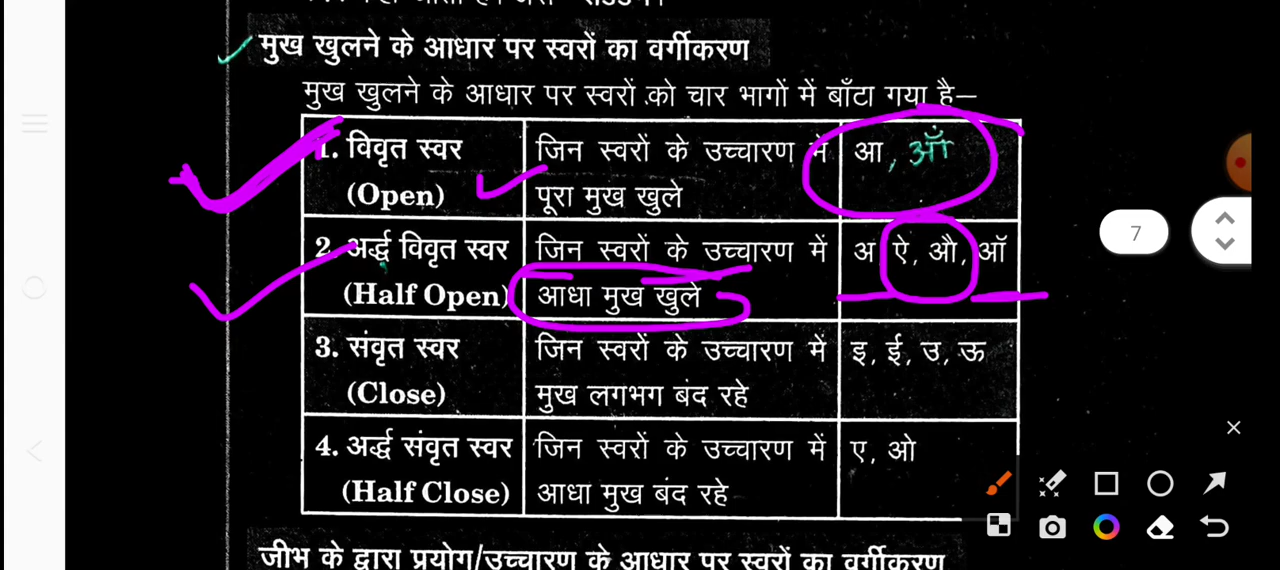 मुख खुलने के आधार पर स्वरों का वर्गीकरण
मुख खुलने के आधार पर स्वरों को चार भागों में बाँटा गया है–
1. विवृत स्वर
(Open)
जिन स्वरों के उच्चारण में
पूरा मुख खुले
आ, ऑ
2. अर्द्ध विवृत स्वर
(Half Open)
जिन स्वरों के उच्चारण में
आधा मुख खुले
अ ऐ, औ, ऑ
3. संवृत स्वर
(Close)
जिन स्वरों के उच्चारण में
मुख लगभग बंद रहे
इ, ई, उ, ऊ
4. अर्द्ध संवृत स्वर
(Half Close)
जिन स्वरों के उच्चारण में
आधा मुख बंद रहे
ए, ओ
जीभ के द्वारा प्रयोग/उच्चारण के आधार पर स्वरों का वर्गीकरण
7